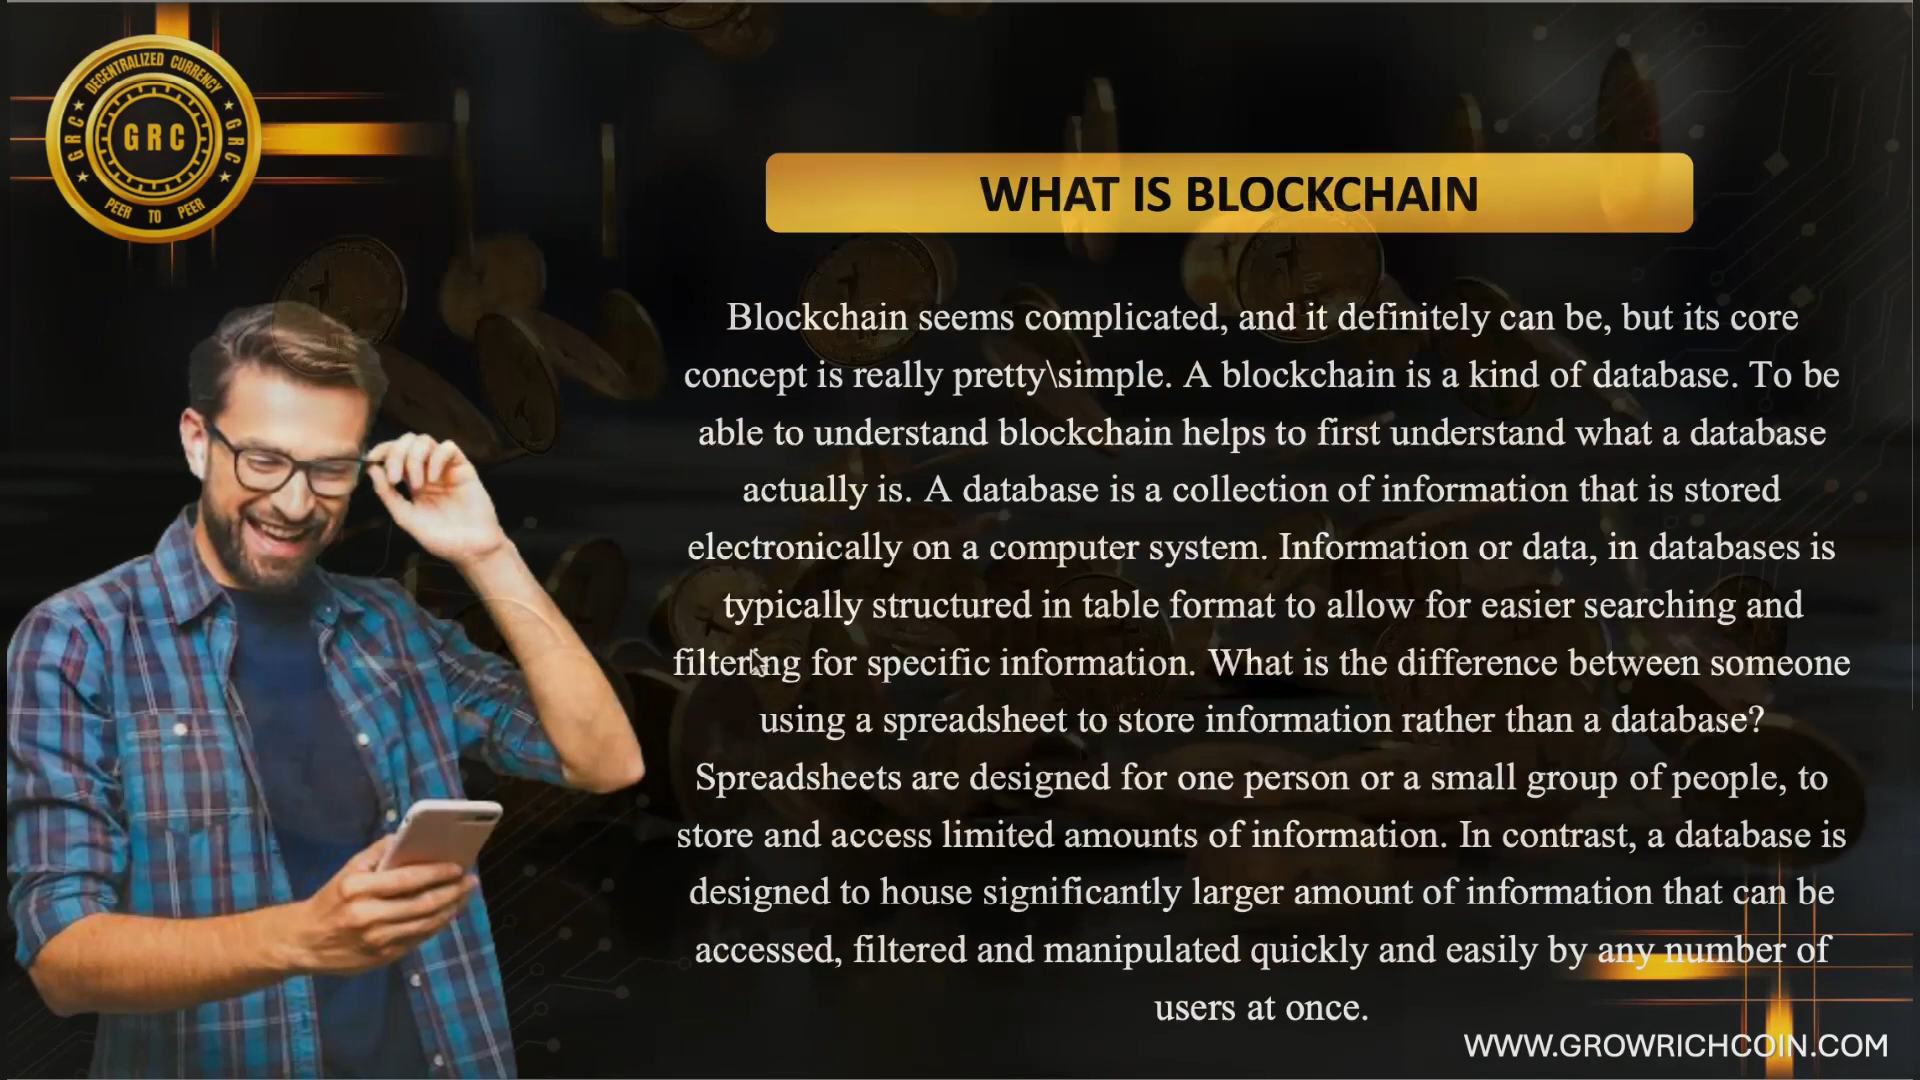 DECENTRALIZED CURRENCY
GRC GRC GRC
PEER TO PEER
WHAT IS BLOCKCHAIN
Blockchain seems complicated, and it definitely can be, but its core
concept is really pretty\simple. A blockchain is a kind of database. To be
able to understand blockchain helps to first understand what a database
actually is. A database is a collection of information that is stored
electronically on a computer system. Information or data, in databases is
typically structured in table format to allow for easier searching and
filtering for specific information. What is the difference between someone
using a spreadsheet to store information rather than a database?
Spreadsheets are designed for one person or a small group of people, to
store and access limited amounts of information. In contrast, a database is
designed to house significantly larger amount of information that can be
accessed, filtered and manipulated quickly and easily by any number of
users at once.
WWW.GROWRICHCOIN.COM